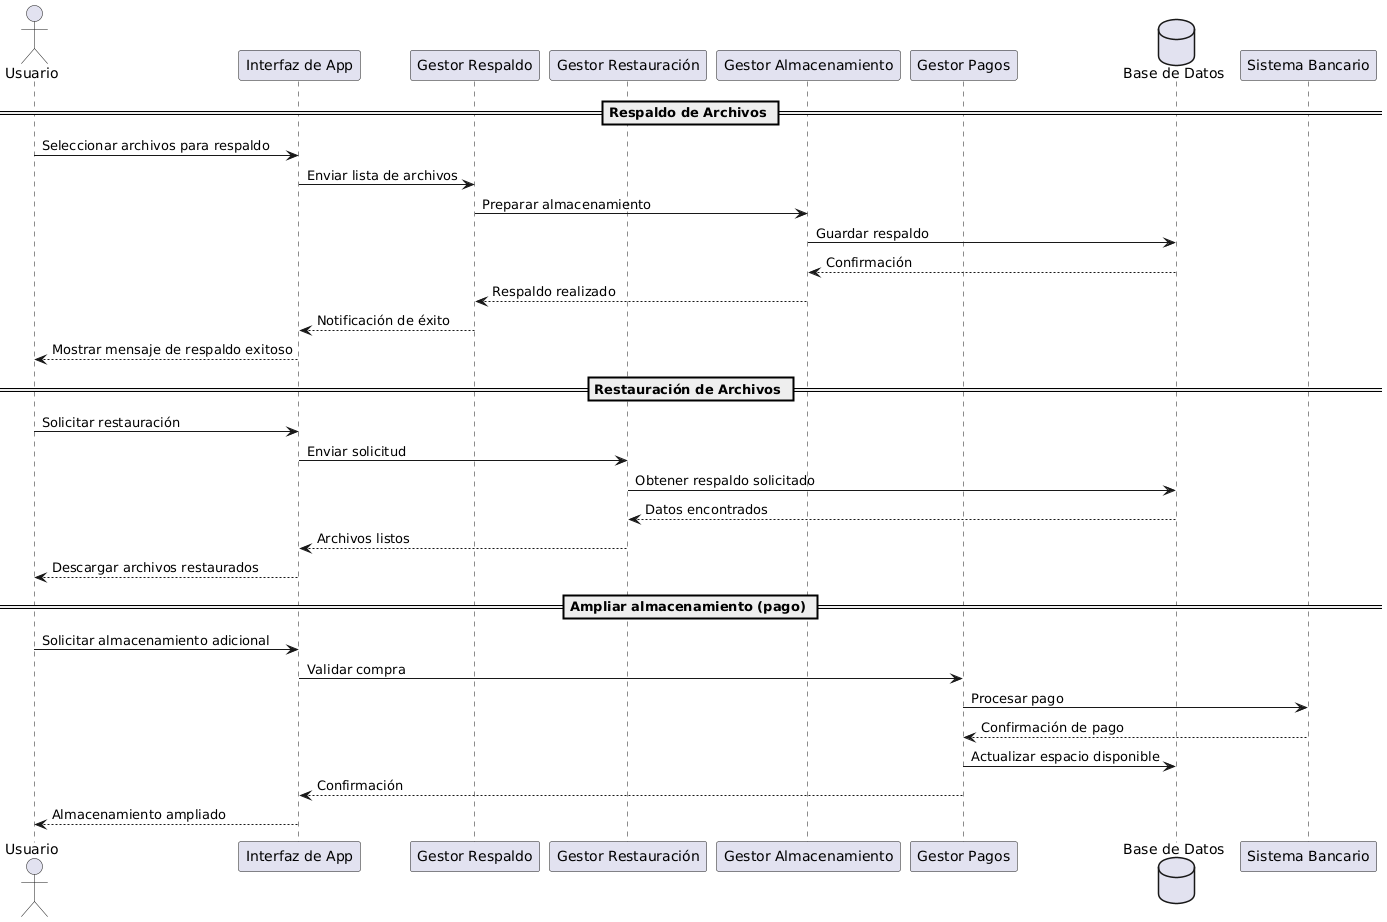 Usuario
Interfaz de App
Gestor Respaldo
Gestor Restauración
Gestor Almacenamiento
Gestor Pagos
Base de Datos
Sistema Bancario
Respaldo de Archivos
Seleccionar archivos para respaldo
Enviar lista de archivos
Preparar almacenamiento
Guardar respaldo
Confirmación
Respaldo realizado
Notificación de éxito
Mostrar mensaje de respaldo exitoso
Restauración de Archivos
Solicitar restauración
Enviar solicitud
Obtener respaldo solicitado
Datos encontrados
Archivos listos
Descargar archivos restaurados
Ampliar almacenamiento (pago)
Solicitar almacenamiento adicional
Validar compra
Procesar pago
Confirmación de pago
Actualizar espacio disponible
Confirmación
Almacenamiento ampliado
Usuario
Interfaz de App
Gestor Respaldo
Gestor Restauración
Gestor Almacenamiento
Gestor Pagos
Base de Datos
Sistema Bancario